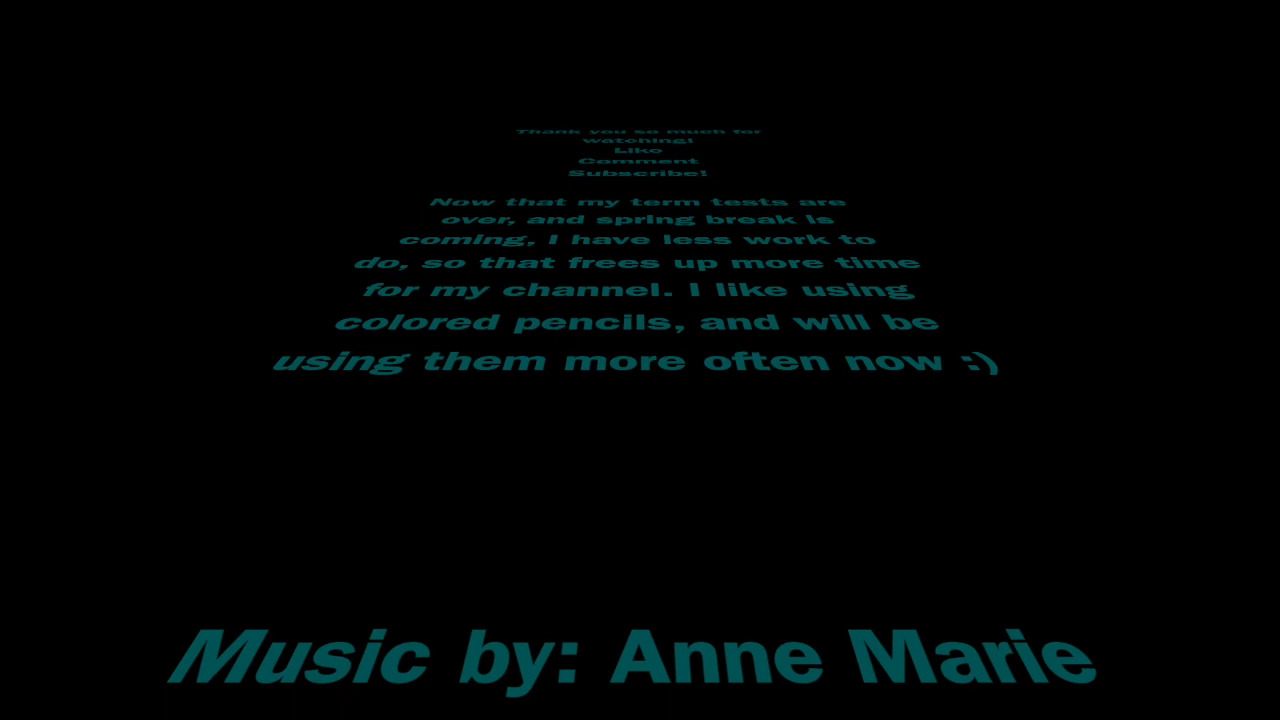 Thank you so much for
watching!
Like
Comment
Subscribe!
Now that my term tests are
over, and spring break is
coming, I have less work to
do, so that frees up more time
for my channel. I like using
colored pencils, and will be
using them more often now :)
Music by: Anne Marie